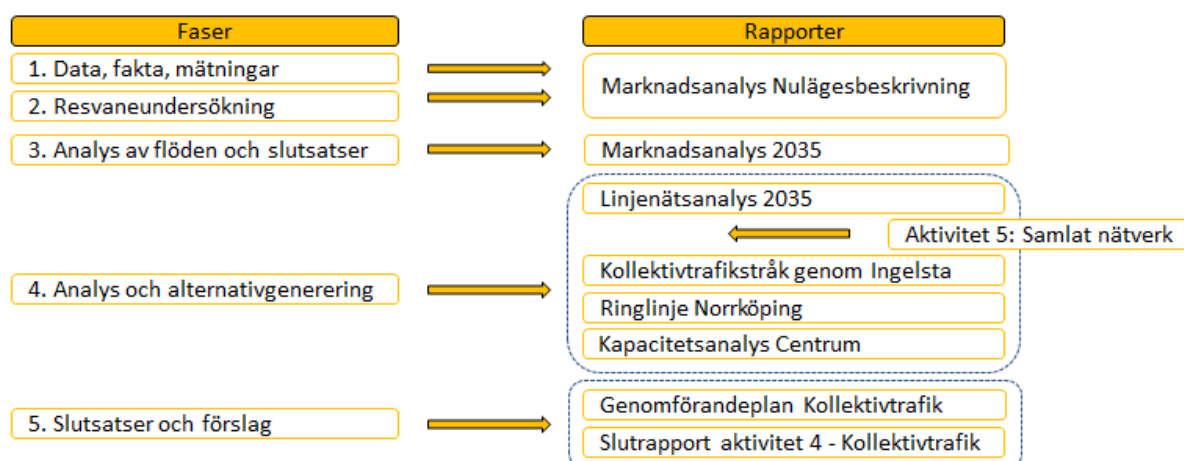 Faser
Rapporter
1. Data, fakta, mätningar
2. Resvaneundersökning
Marknadsanalys Nulägesbeskrivning
3. Analys av flöden och slutsatser
Marknadsanalys 2035
Linjenätsanalys 2035
Aktivitet 5: Samlat nätverk
4. Analys och alternativgenerering
Kollektivtrafikstråk genom Ingelsta
Ringlinje Norrköping
Kapacitetsanalys Centrum
5. Slutsatser och förslag
Genomförandeplan Kollektivtrafik
Slutrapport aktivitet 4 - Kollektivtrafik